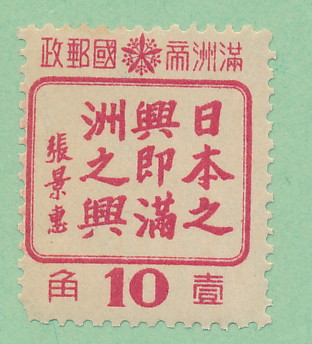 滿洲帝國郵政
日本之
興即滿
洲之興
張景惠
壹角
10